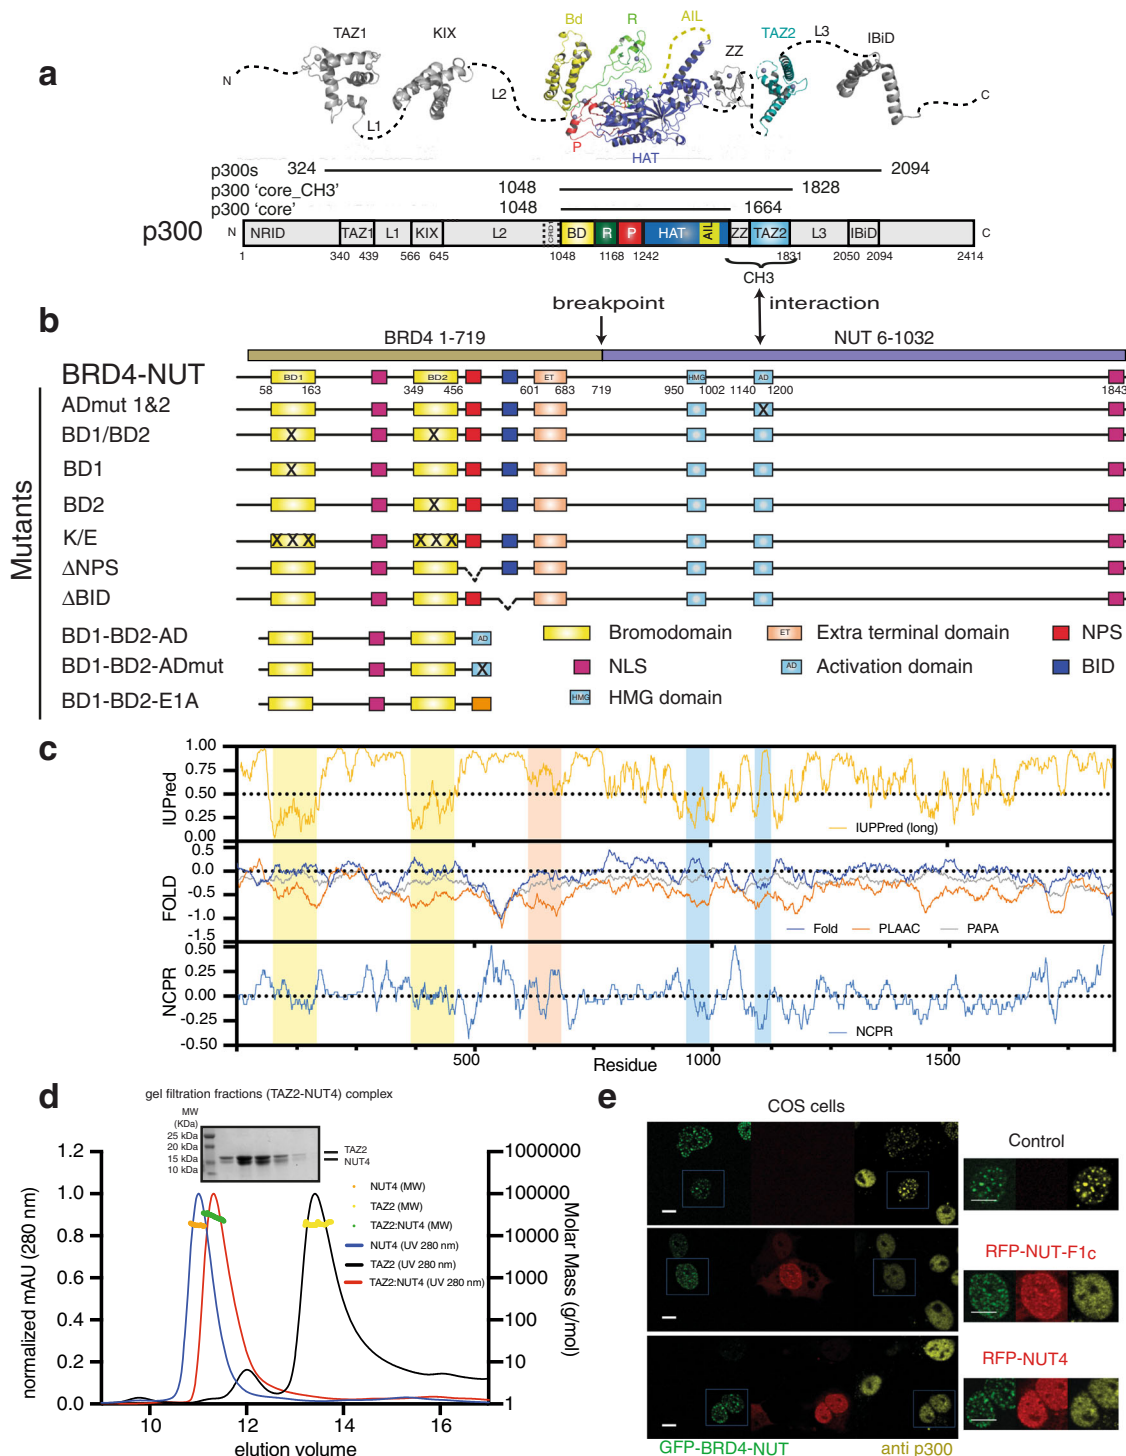 a
TAZ1 KIX Bd R AIL ZZ TAZ2 L3 IBiD
N L1 L2 P HAT C
p300s 324 2094
p300 'core_CH3' 1048 1828
p300 'core' 1048 1664
p300 N NRID TAZ1 L1 KIX L2 CRD1 BD R P HAT AIL ZZ TAZ2 L3 IBiD C
1 340 439 566 645 1048 1168 1242 1831 2050 2094 2414
CH3
breakpoint interaction
b
BRD4 1-719 NUT 6-1032
BRD4-NUT BD1 BD2 ET HMG AD
58 163 349 456 601 683 719 950 1002 1140 1200 1843
Mutants
ADmut 1&2 X
BD1/BD2 X X
BD1 X
BD2 X
K/E X X X X X X
ΔNPS
ΔBID
BD1-BD2-AD AD
BD1-BD2-ADmut X
BD1-BD2-E1A
Bromodomain ET Extra terminal domain NPS
NLS AD Activation domain BID
HMG HMG domain
c
IUPred
1.00
0.75
0.50
0.25
0.00
IUPPred (long)
FOLD
0.5
0.0
-0.5
-1.0
-1.5
Fold PLAAC PAPA
NCPR
0.50
0.25
0.00
-0.25
-0.50
NCPR
500 1000 1500
Residue
d
gel filtration fractions (TAZ2-NUT4) complex
MW
(KDa)
25 kDa
20 kDa
15 kDa
10 kDa
TAZ2
NUT4
normalized mAU (280 nm)
1.2
1.0
0.8
0.6
0.4
0.2
0.0
NUT4 (MW)
TAZ2 (MW)
TAZ2:NUT4 (MW)
NUT4 (UV 280 nm)
TAZ2 (UV 280 nm)
TAZ2:NUT4 (UV 280 nm)
1000000
100000
10000
1000
100
10
1
Molar Mass (g/mol)
10 12 14 16
elution volume
e
COS cells
Control
RFP-NUT-F1c
RFP-NUT4
GFP-BRD4-NUT anti p300